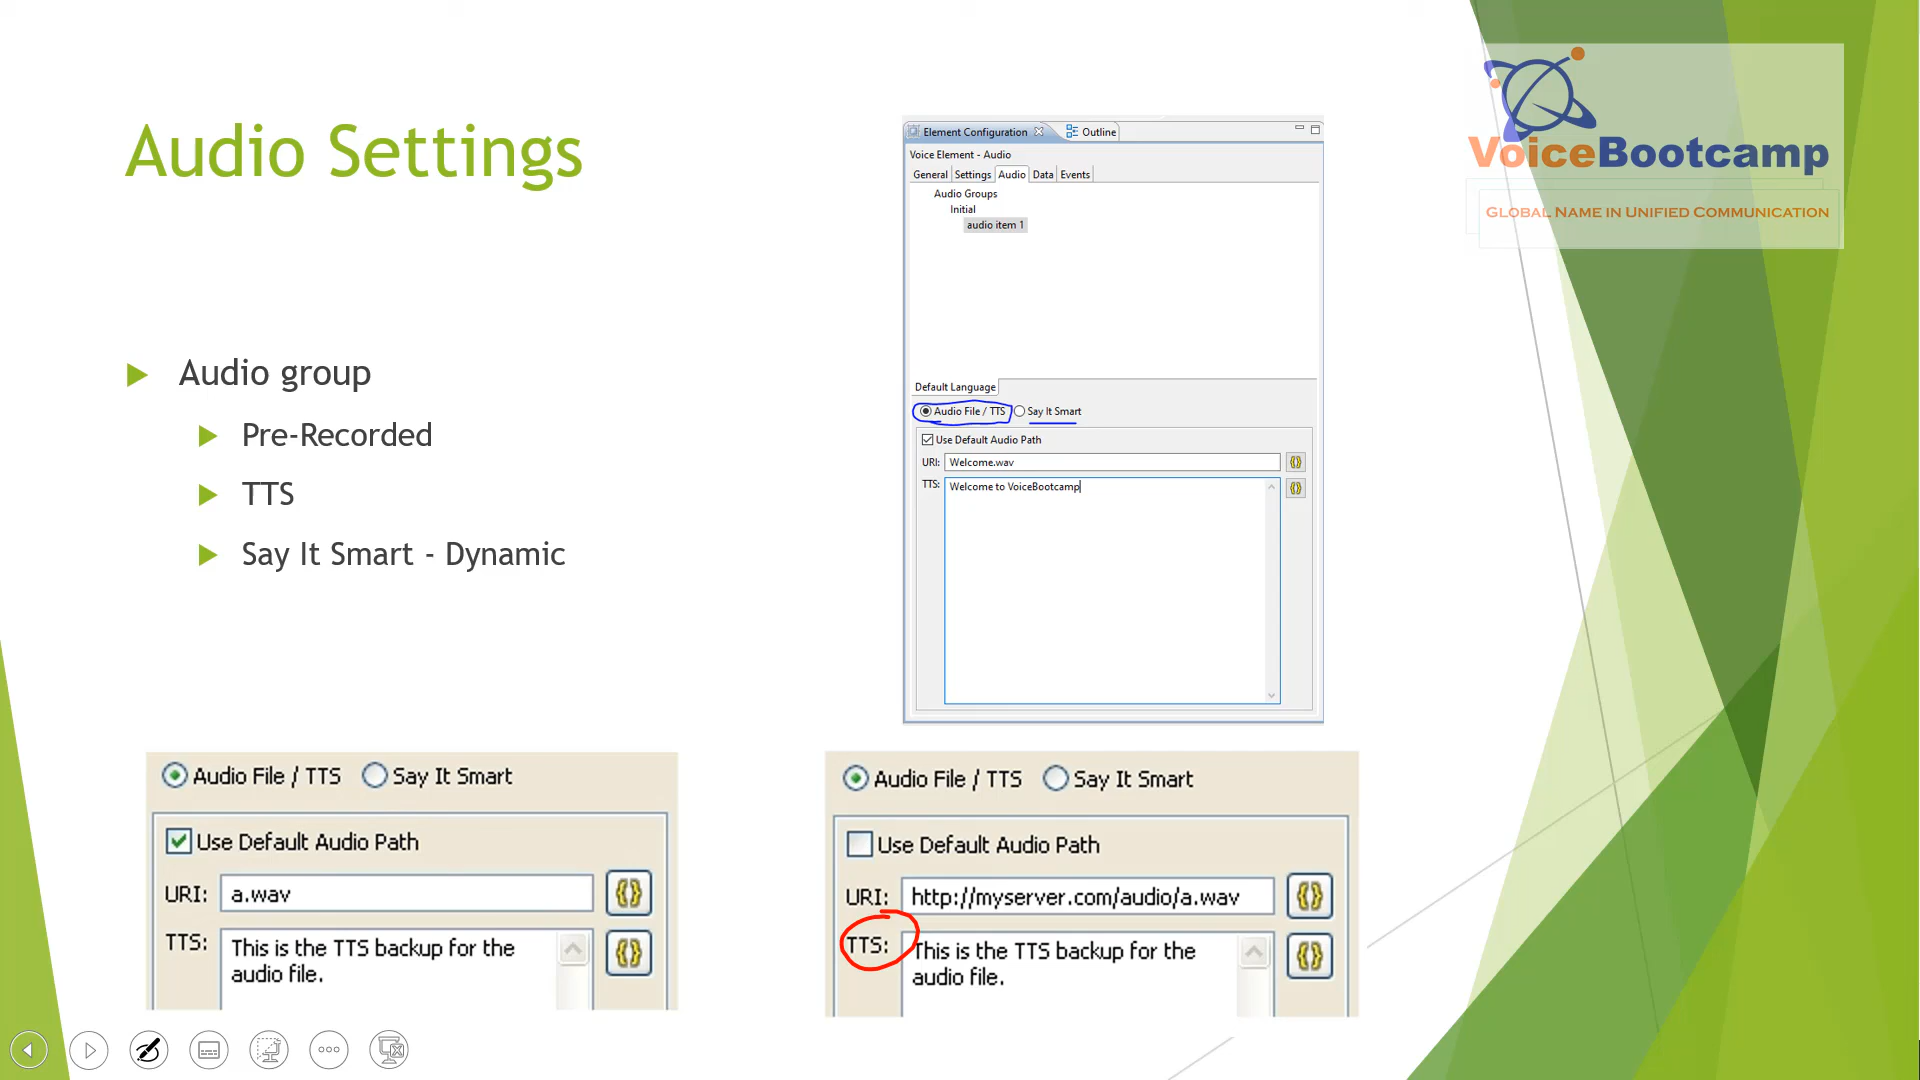 Audio Settings
VoiceBootcamp
Global Name in Unified Communication
Audio group
Pre-Recorded
TTS
Say It Smart - Dynamic
Element Configuration Outline
Voice Element - Audio
General Settings Audio Data Events
Audio Groups
Initial
audio item 1
Default Language
Audio File / TTS Say It Smart
Use Default Audio Path
URI: Welcome.wav
TTS: Welcome to VoiceBootcamp
Audio File / TTS Say It Smart
Use Default Audio Path
URI: a.wav
TTS: This is the TTS backup for the
audio file.
Audio File / TTS Say It Smart
Use Default Audio Path
URI: http://myserver.com/audio/a.wav
TTS: This is the TTS backup for the
audio file.